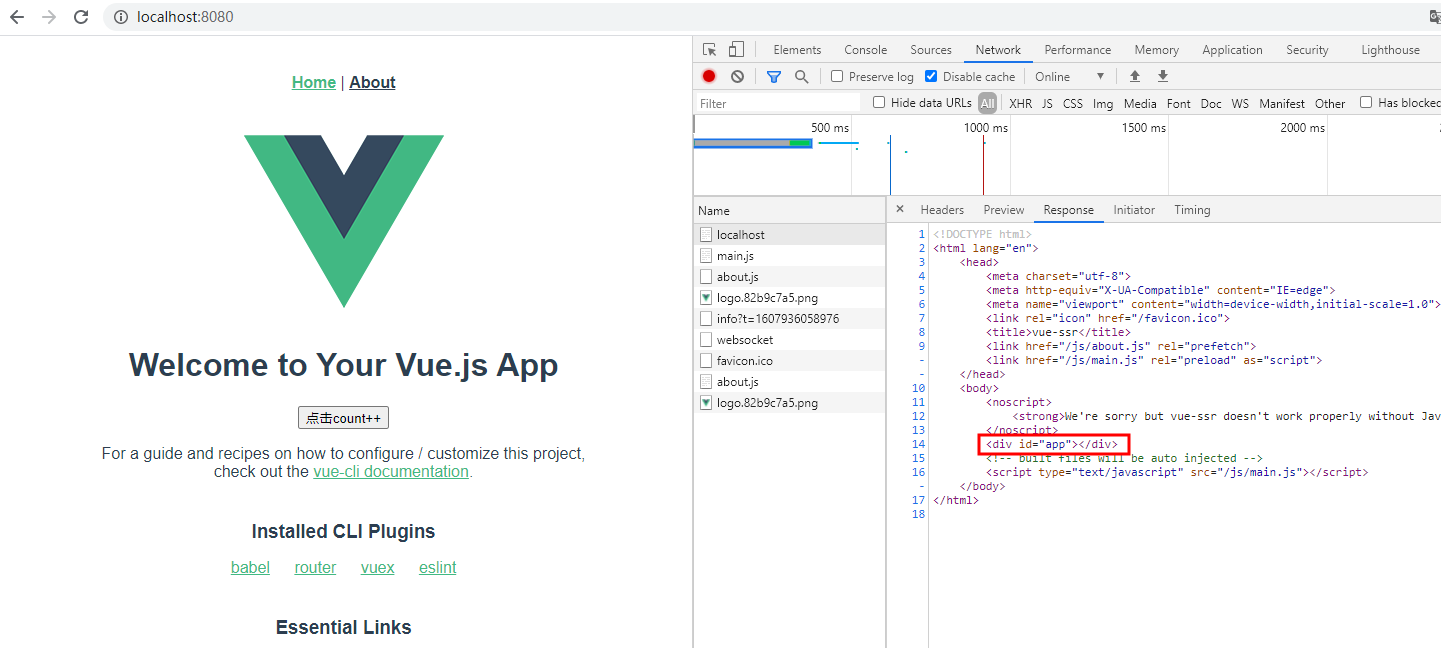 localhost:8080
Home | About
Welcome to Your Vue.js App
点击count++
For a guide and recipes on how to configure / customize this project,
check out the vue-cli documentation.
Installed CLI Plugins
babel router vuex eslint
Essential Links
Elements Console Sources Network Performance Memory Application Security Lighthouse
Preserve log Disable cache Online
Filter Hide data URLs All XHR JS CSS Img Media Font Doc WS Manifest Other Has blocked
500 ms 1000 ms 1500 ms 2000 ms
Name
localhost
main.js
about.js
logo.82b9c7a5.png
info?t=1607936058976
websocket
favicon.ico
about.js
logo.82b9c7a5.png
× Headers Preview Response Initiator Timing
1 <!DOCTYPE html>
2 <html lang="en">
3 <head>
4 <meta charset="utf-8">
5 <meta http-equiv="X-UA-Compatible" content="IE=edge">
6 <meta name="viewport" content="width=device-width,initial-scale=1.0">
7 <link rel="icon" href="/favicon.ico">
8 <title>vue-ssr</title>
9 <link href="/js/about.js" rel="prefetch">
- <link href="/js/main.js" rel="preload" as="script">
- </head>
10 <body>
11 <noscript>
12 <strong>We're sorry but vue-ssr doesn't work properly without Jav
13 </noscript>
14 <div id="app"></div>
15 <!-- built files will be auto injected -->
16 <script type="text/javascript" src="/js/main.js"></script>
- </body>
17 </html>
18